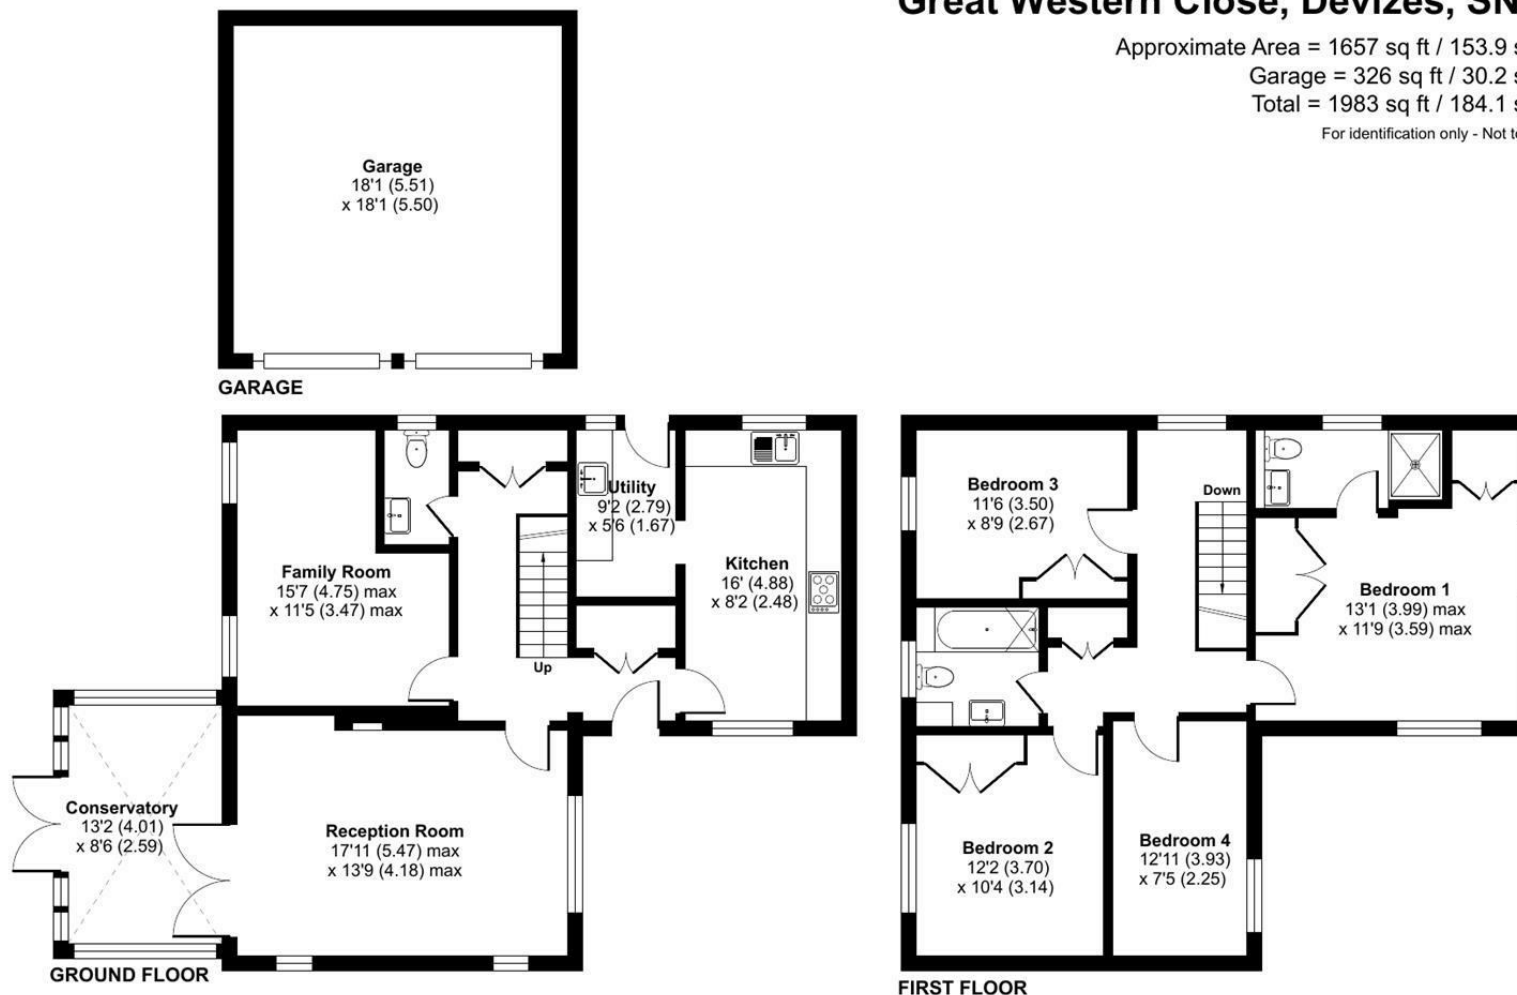 Great Western Close, Devizes, SN
Approximate Area = 1657 sq ft / 153.9 s
Garage = 326 sq ft / 30.2 s
Total = 1983 sq ft / 184.1 s
For identification only - Not to
Garage
18'1 (5.51)
x 18'1 (5.50)
GARAGE
Utility
9'2 (2.79)
x 5'6 (1.67)
Kitchen
16' (4.88)
x 8'2 (2.48)
Family Room
15'7 (4.75) max
x 11'5 (3.47) max
Up
Conservatory
13'2 (4.01)
x 8'6 (2.59)
Reception Room
17'11 (5.47) max
x 13'9 (4.18) max
GROUND FLOOR
Bedroom 3
11'6 (3.50)
x 8'9 (2.67)
Down
Bedroom 1
13'1 (3.99) max
x 11'9 (3.59) max
Bedroom 2
12'2 (3.70)
x 10'4 (3.14)
Bedroom 4
12'11 (3.93)
x 7'5 (2.25)
FIRST FLOOR